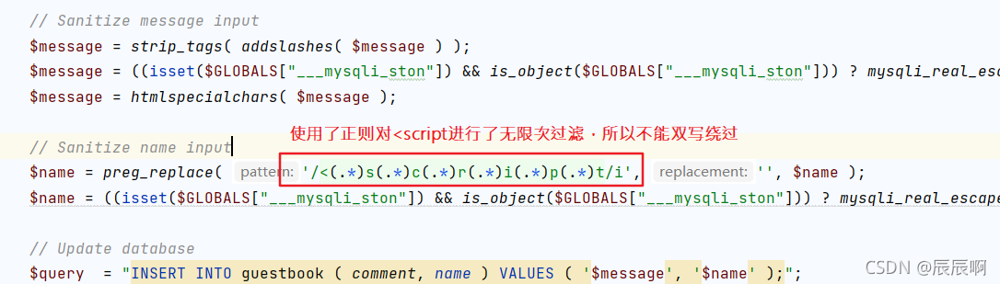 // Sanitize message input
$message = strip_tags( addslashes( $message ) );
$message = ((isset($GLOBALS["___mysqli_ston"]) && is_object($GLOBALS["___mysqli_ston"])) ? mysqli_real_esca
$message = htmlspecialchars( $message );
使用了正则对<script进行了无限次过滤，所以不能双写绕过
// Sanitize name input
$name = preg_replace( pattern: '/<(.*)s(.*)c(.*)r(.*)i(.*)p(.*)t/i', replacement: '', $name );
$name = ((isset($GLOBALS["___mysqli_ston"]) && is_object($GLOBALS["___mysqli_ston"])) ? mysqli_real_escape
// Update database
$query  = "INSERT INTO guestbook ( comment, name ) VALUES ( '$message', '$name' );";
CSDN @辰辰啊